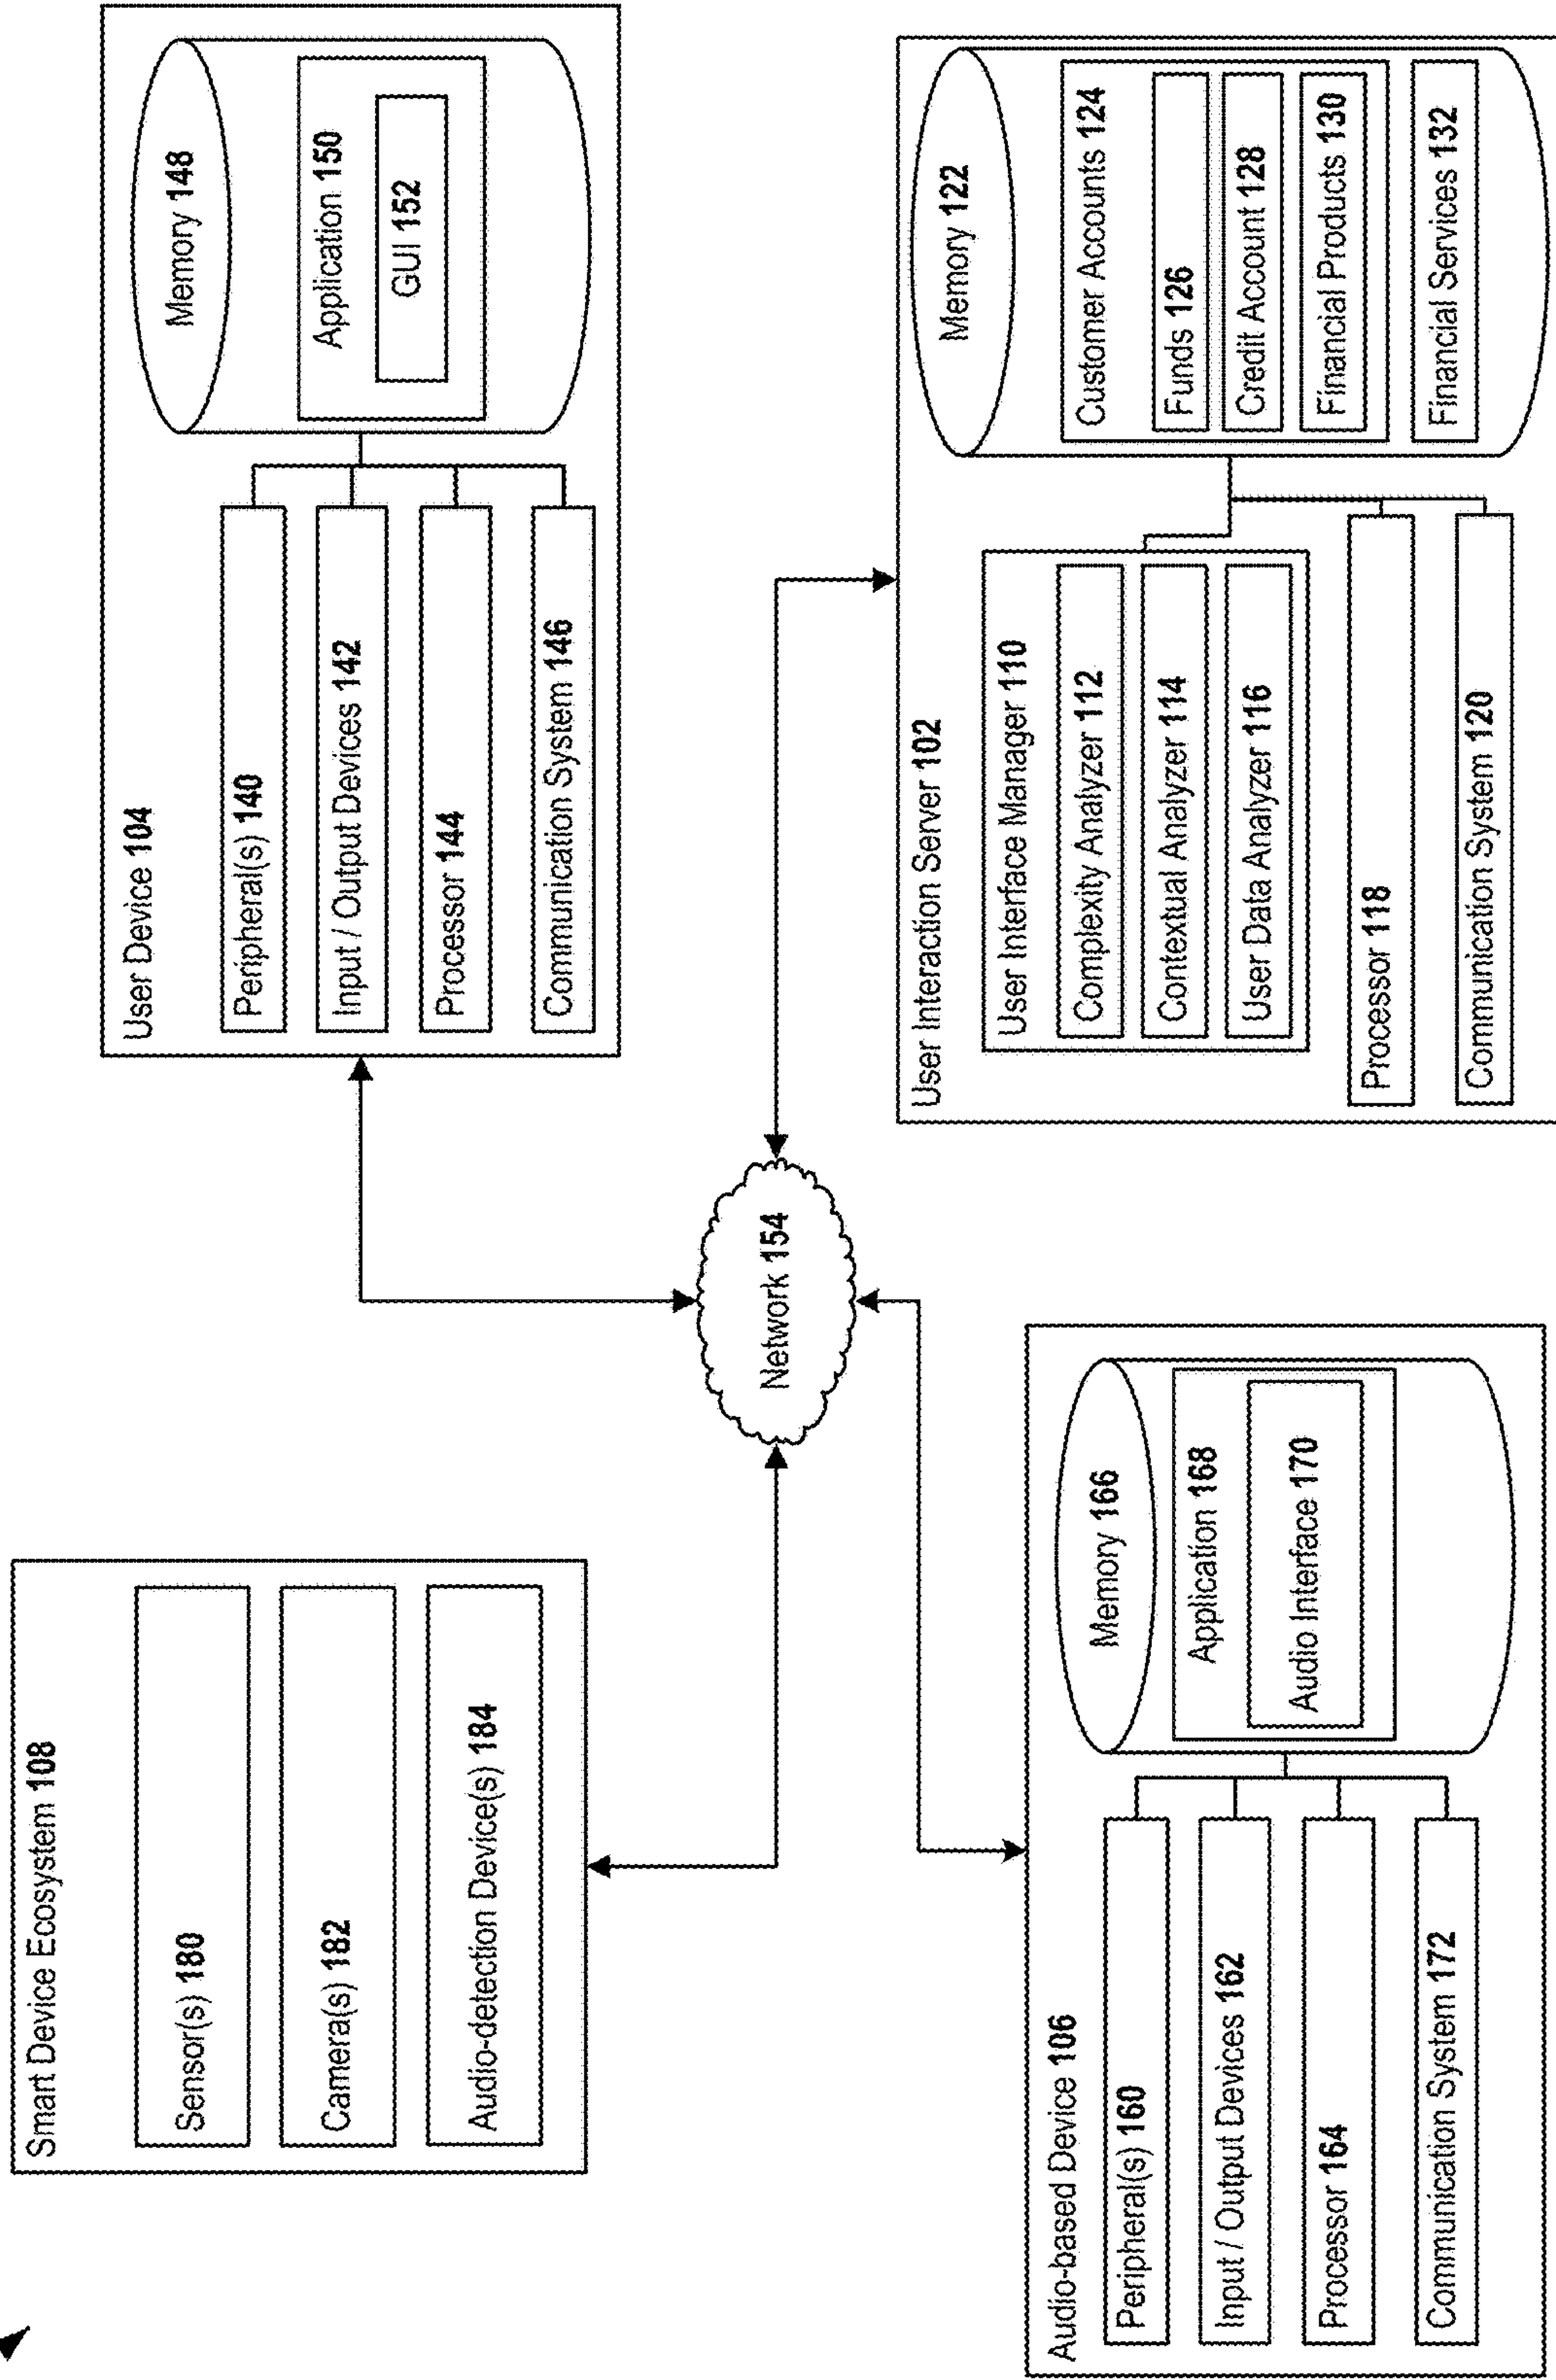 Smart Device Ecosystem 108
Sensor(s) 180
Camera(s) 182
Audio-detection Device(s) 184
User Device 104
Peripheral(s) 140
Input / Output Devices 142
Processor 144
Communication System 146
Memory 148
Application 150
GUI 152
Network 154
Audio-based Device 106
Peripheral(s) 160
Input / Output Devices 162
Processor 164
Communication System 172
Memory 166
Application 168
Audio Interface 170
User Interaction Server 102
User Interface Manager 110
Complexity Analyzer 112
Contextual Analyzer 114
User Data Analyzer 116
Processor 118
Communication System 120
Memory 122
Customer Accounts 124
Funds 126
Credit Account 128
Financial Products 130
Financial Services 132